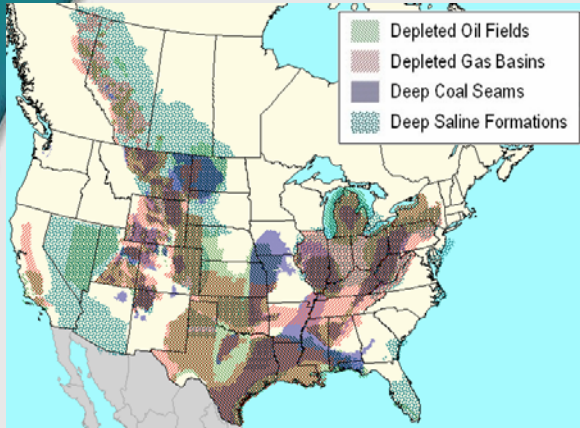 Depleted Oil Fields
Depleted Gas Basins
Deep Coal Seams
Deep Saline Formations